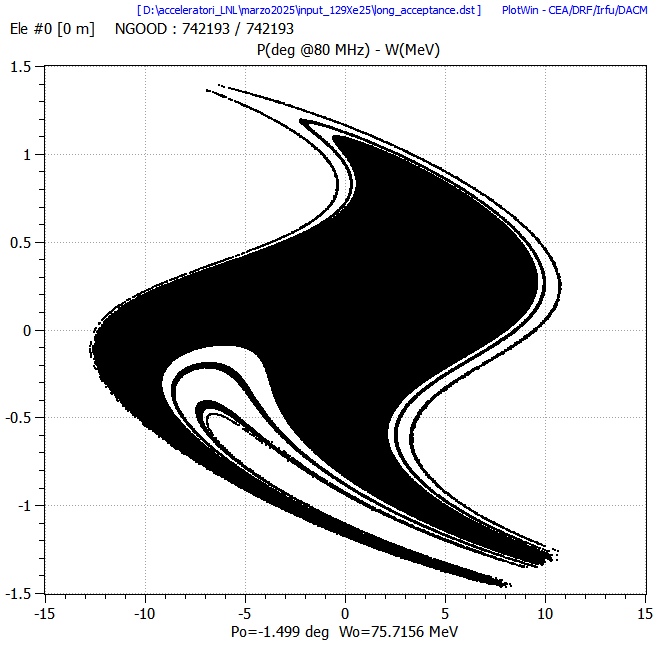 [ D:\acceleratori_LNL\marzo2025\input_129Xe25\long_acceptance.dst ] PlotWin - CEA/DRF/Irfu/DACM
Ele #0 [0 m] NGOOD : 742193 / 742193
P(deg @80 MHz) - W(MeV)
1.5
1
0.5
0
-0.5
-1
-1.5
-15 -10 -5 0 5 10 15
Po=-1.499 deg Wo=75.7156 MeV